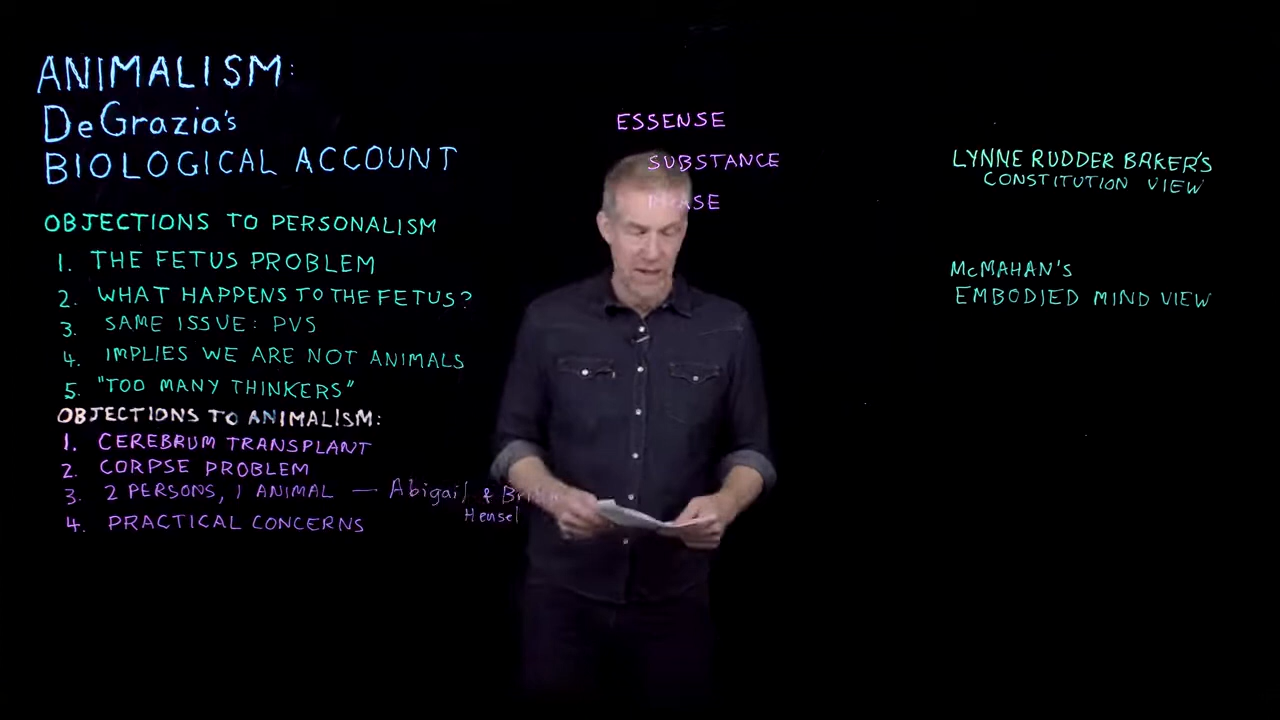 ANIMALISM:
DeGrazia's
BIOLOGICAL ACCOUNT
OBJECTIONS TO PERSONALISM
1. THE FETUS PROBLEM
2. WHAT HAPPENS TO THE FETUS?
3. SAME ISSUE: PVS
4. IMPLIES WE ARE NOT ANIMALS
5. "TOO MANY THINKERS"
OBJECTIONS TO ANIMALISM:
1. CEREBRUM TRANSPLANT
2. CORPSE PROBLEM
3. 2 PERSONS, 1 ANIMAL — Abigail &
Hensel
4. PRACTICAL CONCERNS
ESSENSE
SUBSTANCE
LYNNE RUDDER BAKER'S
CONSTITUTION VIEW
McMAHAN'S
EMBODIED MIND VIEW